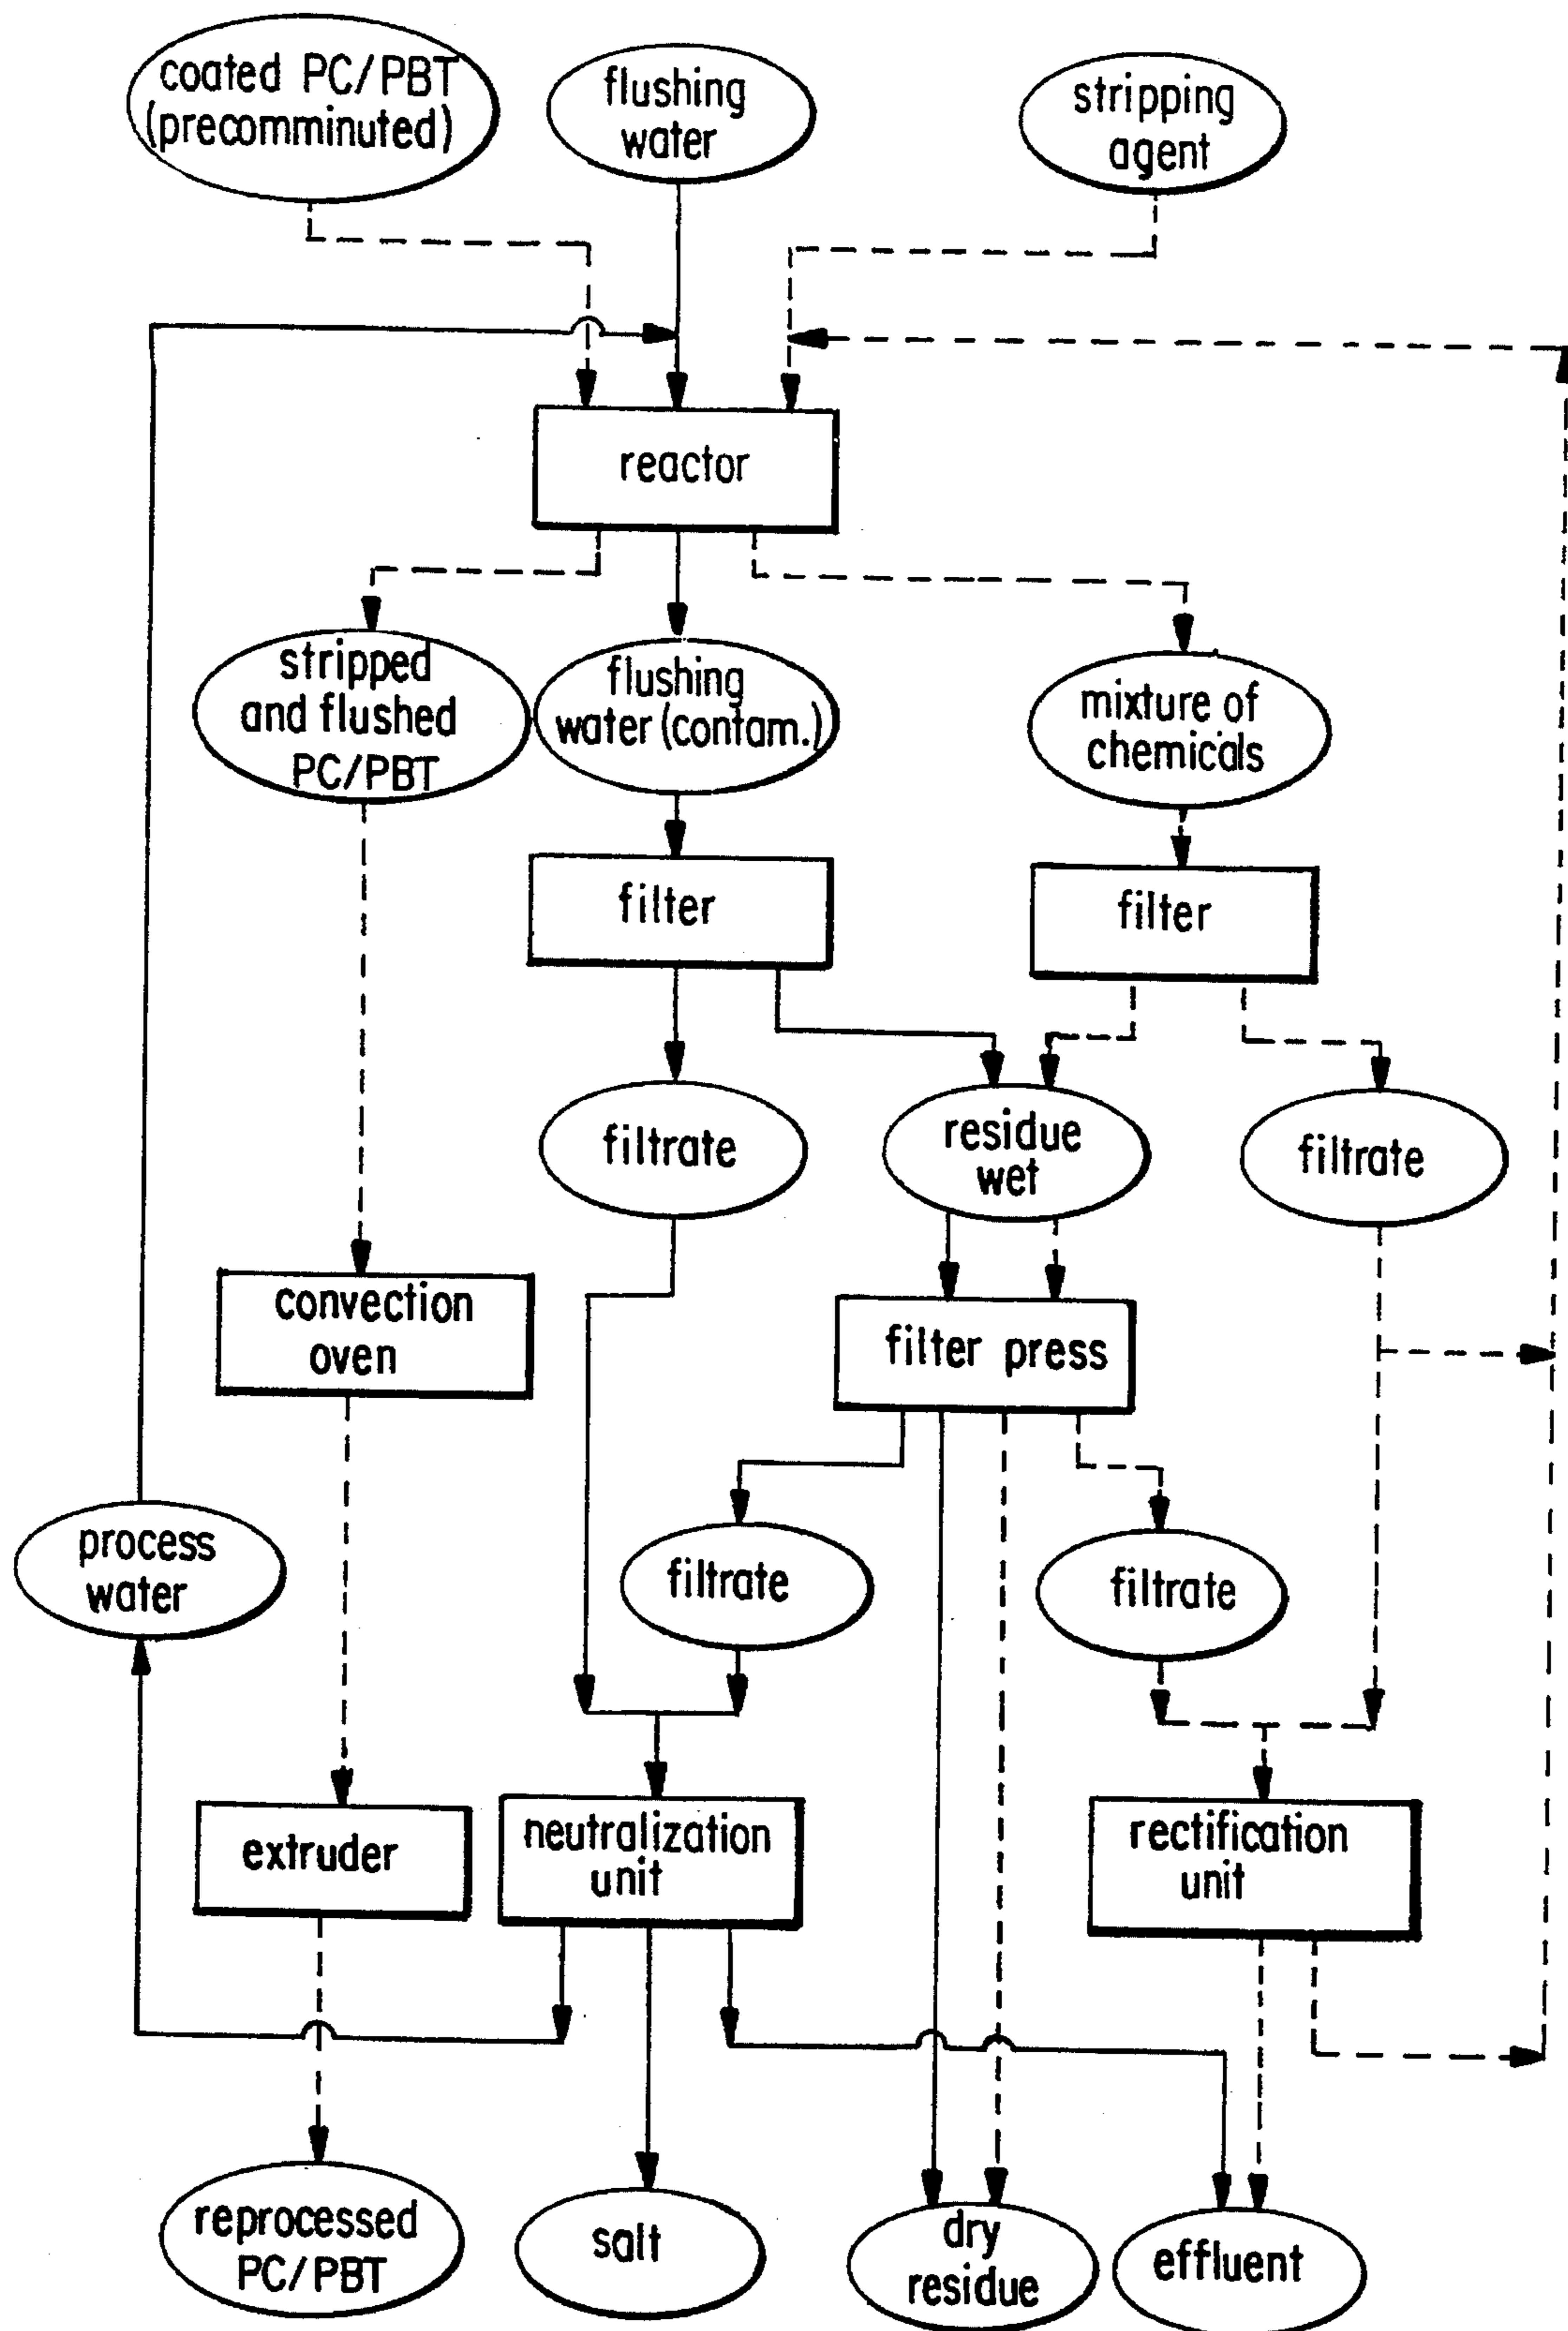 coated PC/PBT
(precomminuted)
flushing
water
stripping
agent
reactor
stripped
and flushed
PC/PBT
flushing
water (contam.)
mixture of
chemicals
filter
filter
filtrate
residue
wet
filtrate
convection
oven
filter press
process
water
filtrate
filtrate
extruder
neutralization
unit
rectification
unit
reprocessed
PC/PBT
salt
dry
residue
effluent